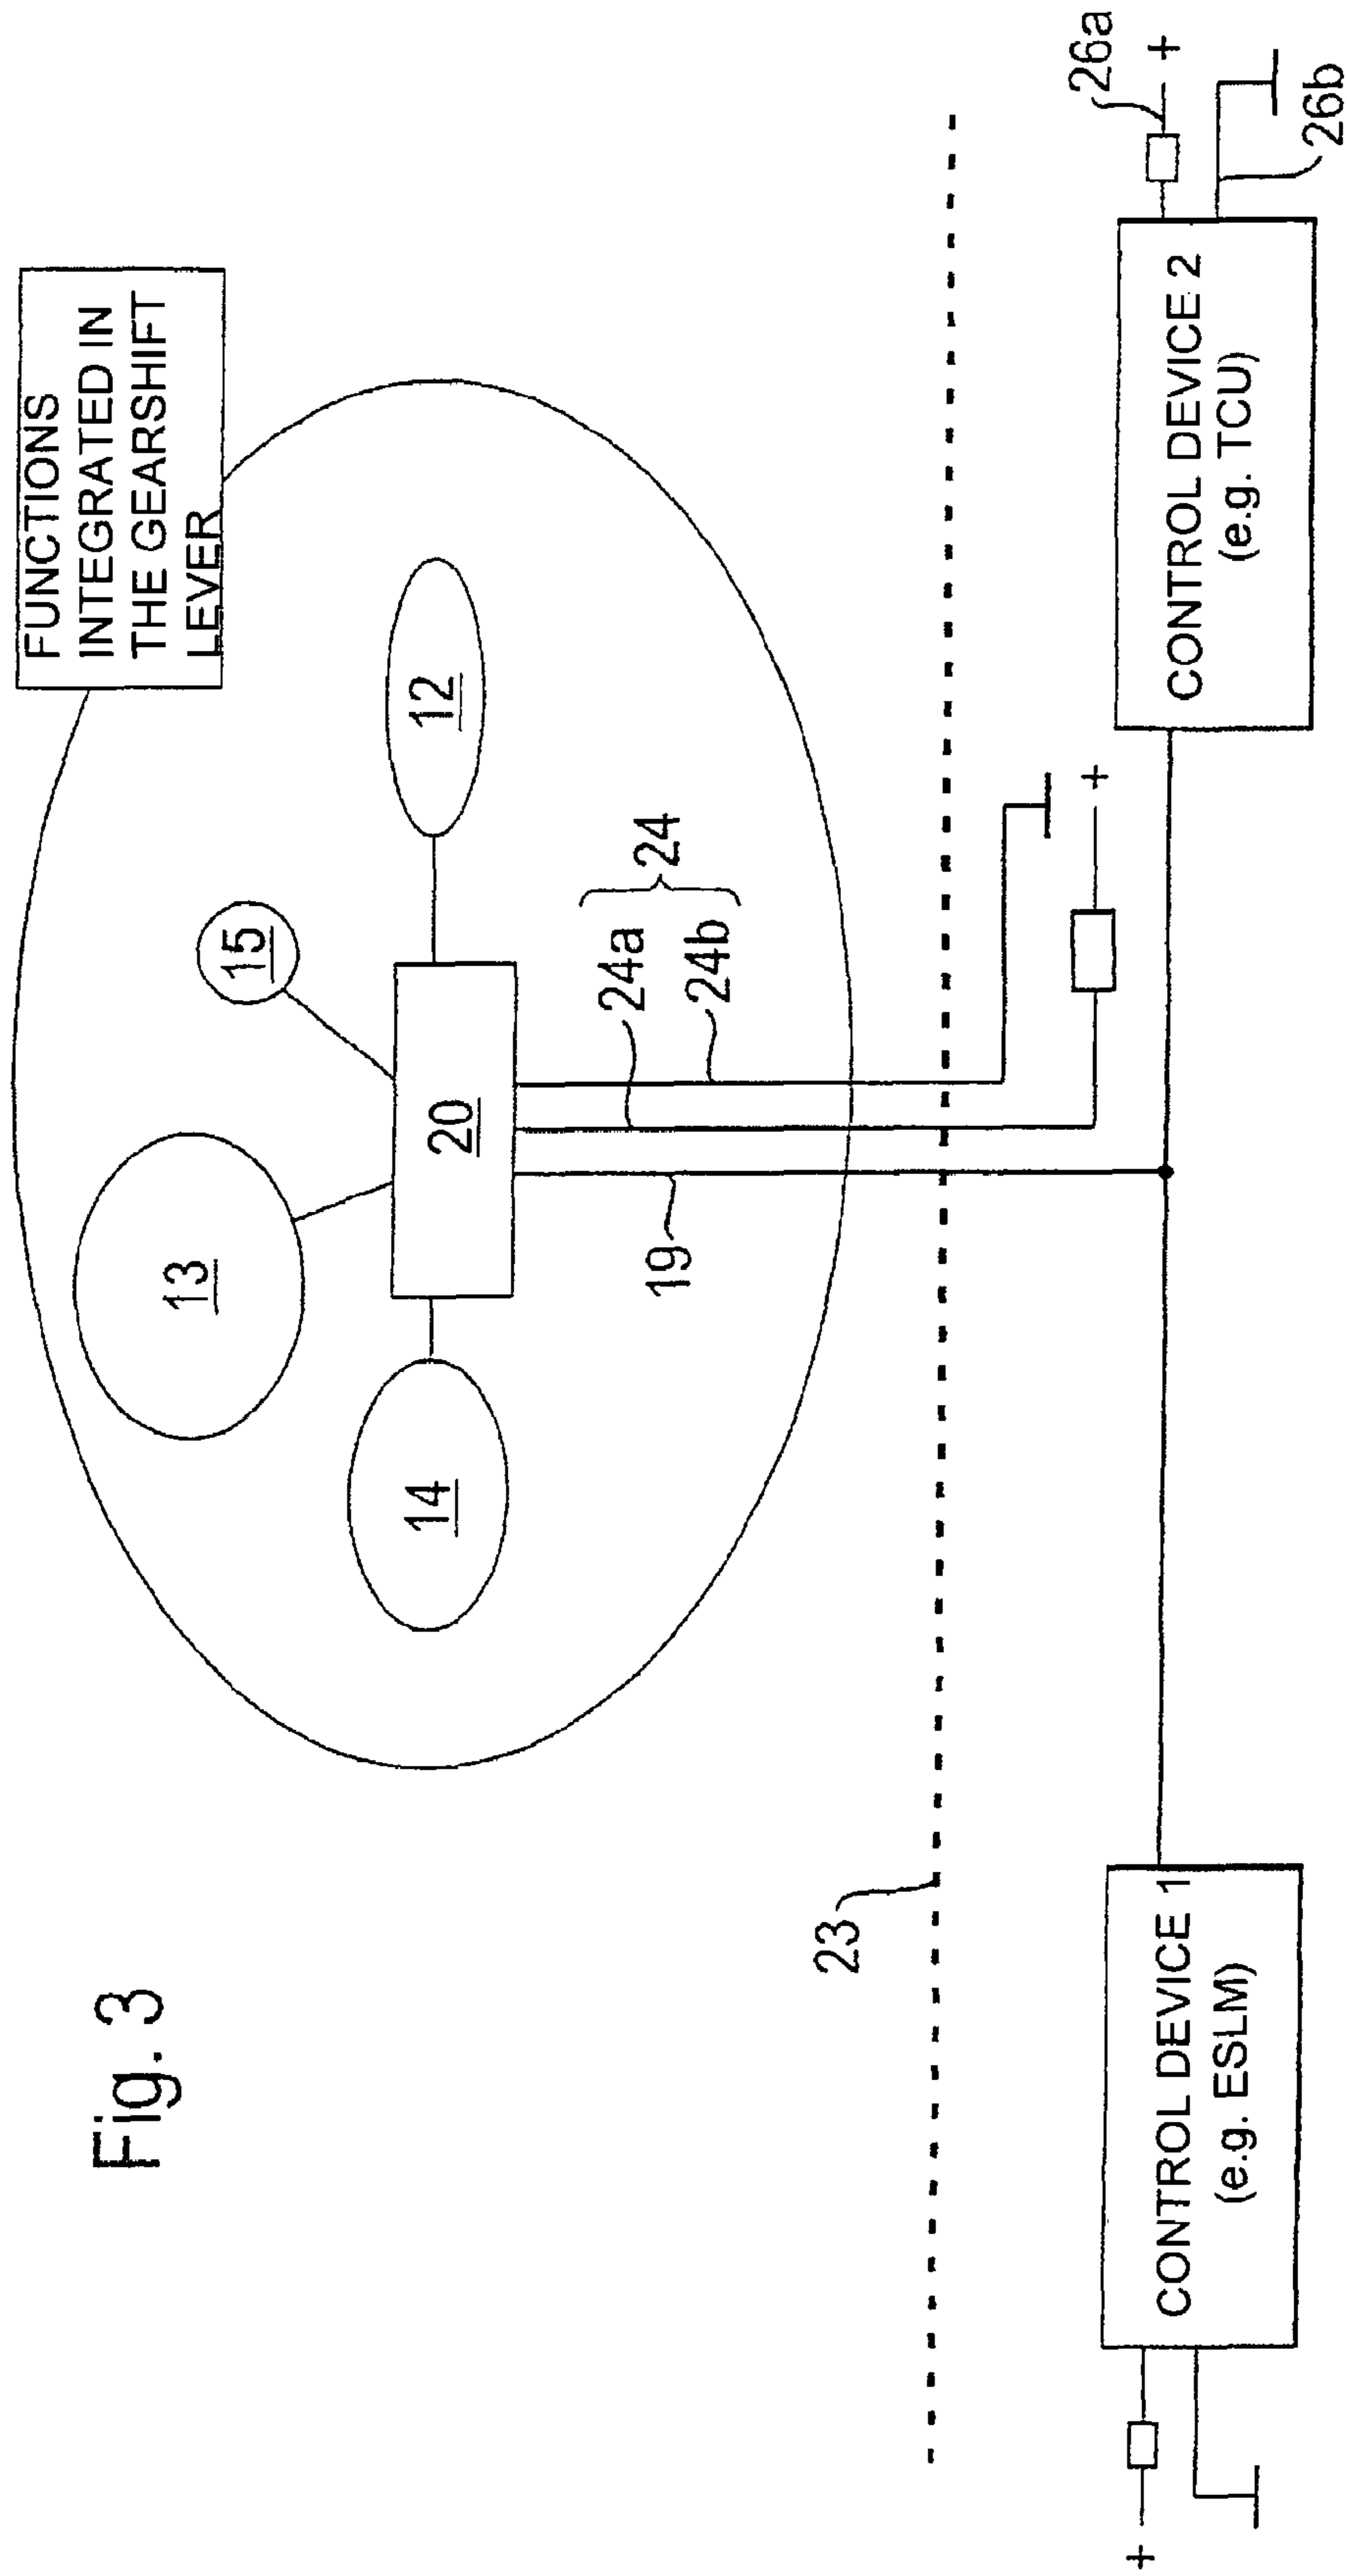 Fig. 3
FUNCTIONS
INTEGRATED IN
THE GEARSHIFT
LEVER
13
15
14
20
12
24
24a
24b
19
23
26a
+
+
CONTROL DEVICE 1
(e.g. ESLM)
CONTROL DEVICE 2
(e.g. TCU)
+
26b